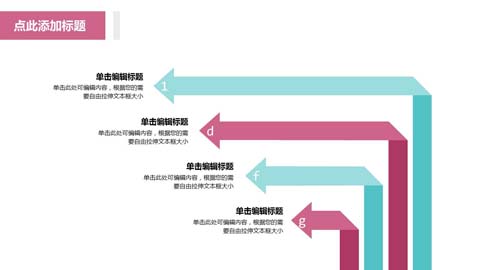 点此添加标题
单击编辑标题
单击此处可编辑内容，根据您的需
要自由拉伸文本框大小
1
单击编辑标题
单击此处可编辑内容，根据您的需
要自由拉伸文本框大小
d
单击编辑标题
单击此处可编辑内容，根据您的需
要自由拉伸文本框大小
f
单击编辑标题
单击此处可编辑内容，根据您的需
要自由拉伸文本框大小
g